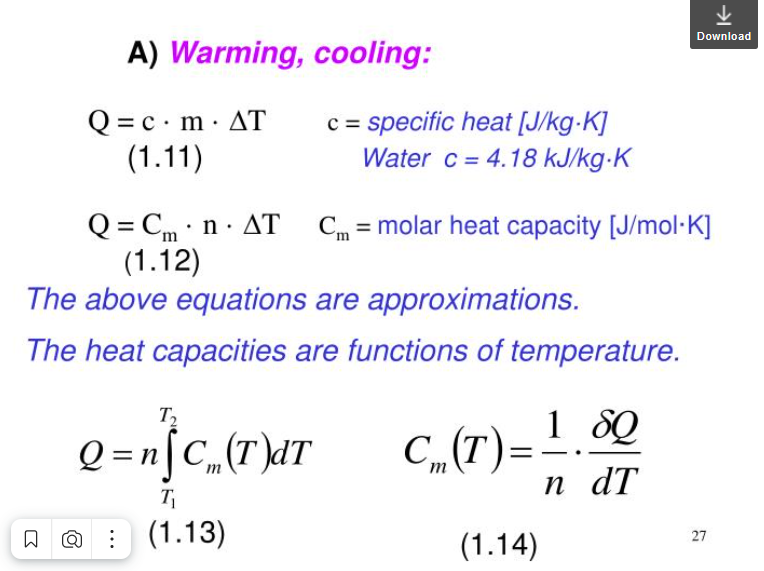 Download
A) Warming, cooling:
Q = c · m · ΔT c = specific heat [J/kg·K]
(1.11) Water c = 4.18 kJ/kg·K
Q = Cₘ · n · ΔT Cₘ = molar heat capacity [J/mol·K]
(1.12)
The above equations are approximations.
The heat capacities are functions of temperature.
Q = n∫_{T₁}^{T₂} Cₘ(T)dT Cₘ(T) = 1/n · δQ/dT
(1.13) (1.14)
27